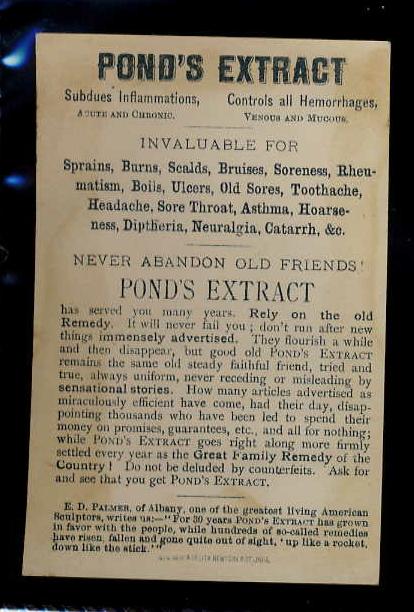 POND'S EXTRACT
Subdues Inflammations, Controls all Hemorrhages,
ACUTE AND CHRONIC. VENOUS AND MUCOUS.
INVALUABLE FOR
Sprains, Burns, Scalds, Bruises, Soreness, Rheu-
matism, Boils, Ulcers, Old Sores, Toothache,
Headache, Sore Throat, Asthma, Hoarse-
ness, Diptheria, Neuralgia, Catarrh, &c.
NEVER ABANDON OLD FRIENDS!
POND'S EXTRACT
has served you many years. Rely on the old
Remedy. It will never fail you; don't run after new
things immensely advertised. They flourish a while
and then disappear, but good old POND'S EXTRACT
remains the same old steady faithful friend, tried and
true, always uniform, never receding or misleading by
sensational stories. How many articles advertised as
miraculously efficient have come, had their day, disap-
pointing thousands who have been led to spend their
money on promises, guarantees, etc., and all for nothing;
while POND'S EXTRACT goes right along more firmly
settled every year as the Great Family Remedy of the
Country! Do not be deluded by counterfeits. Ask for
and see that you get POND'S EXTRACT.
E. D. PALMER, of Albany, one of the greatest living American
Sculptors, writes us:—"For 30 years POND'S EXTRACT has grown
in favor with the people, while hundreds of so-called remedies
have risen, fallen and gone quite out of sight, 'up like a rocket,
down like the stick.'"